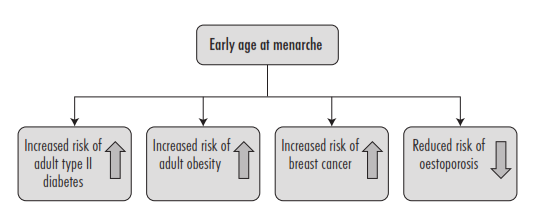 Early age at menarche
Increased risk of
adult type II
diabetes
Increased risk of
adult obesity
Increased risk of
breast cancer
Reduced risk of
oestoporosis